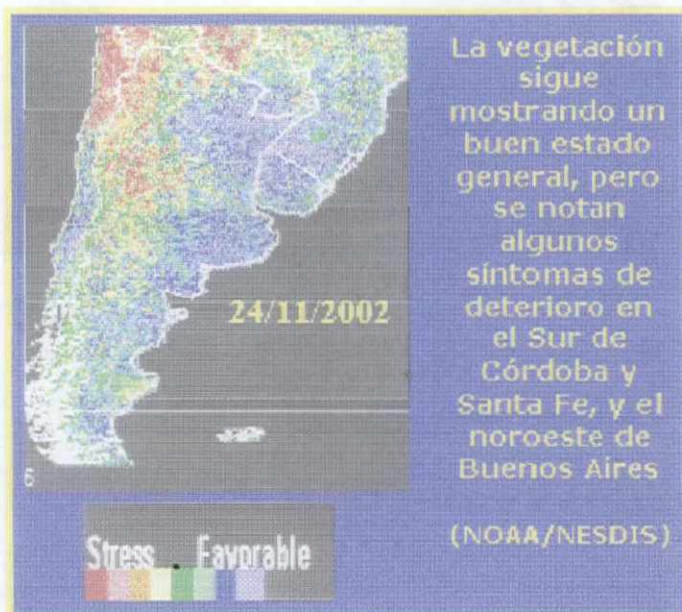 La vegetación
sigue
mostrando un
buen estado
general, pero
se notan
algunos
síntomas de
deterioro en
el Sur de
Córdoba y
Santa Fe, y el
noroeste de
Buenos Aires
(NOAA/NESDIS)
24/11/2002
6
Stress . Favorable